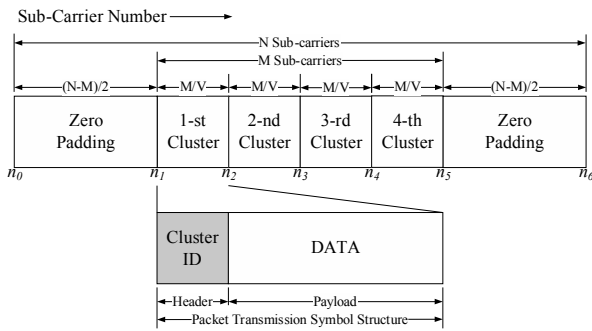 Sub-Carrier Number
N Sub-carriers
M Sub-carriers
(N-M)/2 M/V M/V M/V M/V (N-M)/2
Zero Padding
1-st Cluster
2-nd Cluster
3-rd Cluster
4-th Cluster
Zero Padding
n0 n1 n2 n3 n4 n5 n6
Cluster ID
DATA
Header Payload
Packet Transmission Symbol Structure